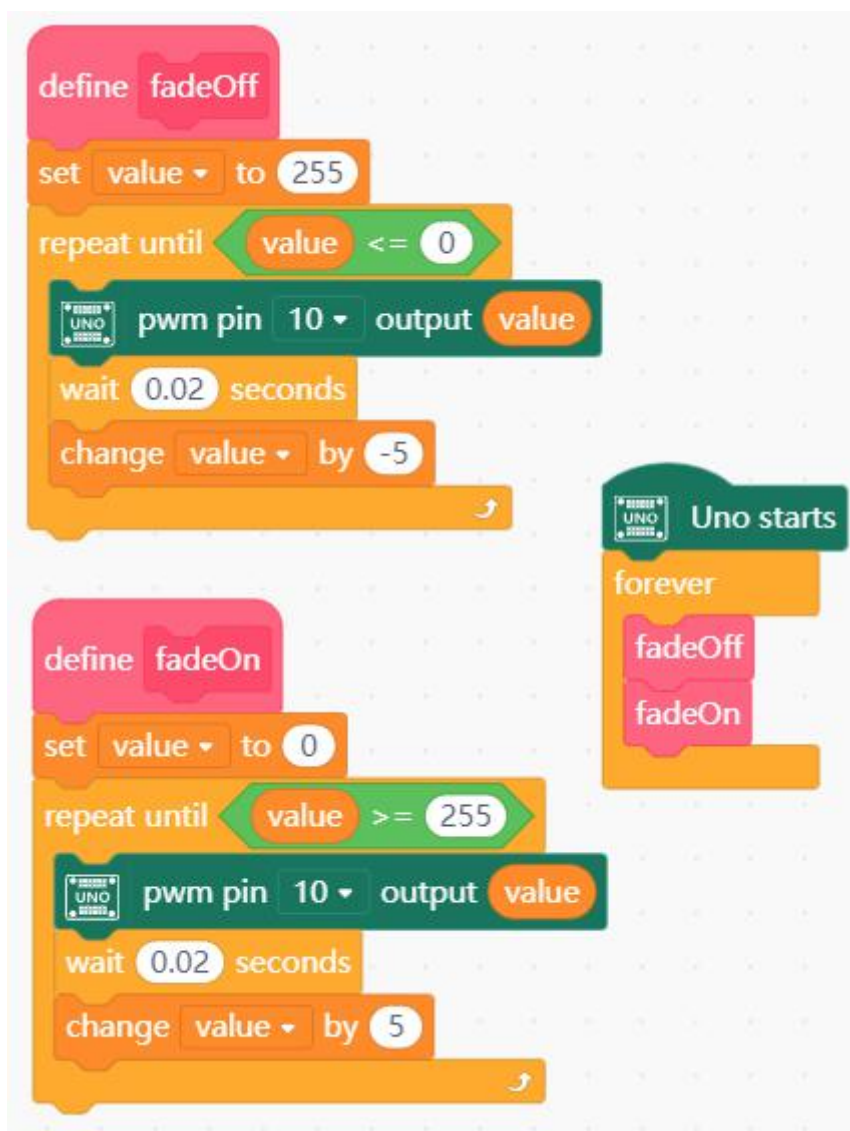 define fadeOff
set value to 255
repeat until value <= 0
UNO pwm pin 10 output value
wait 0.02 seconds
change value by -5
define fadeOn
set value to 0
repeat until value >= 255
UNO pwm pin 10 output value
wait 0.02 seconds
change value by 5
UNO Uno starts
forever
fadeOff
fadeOn